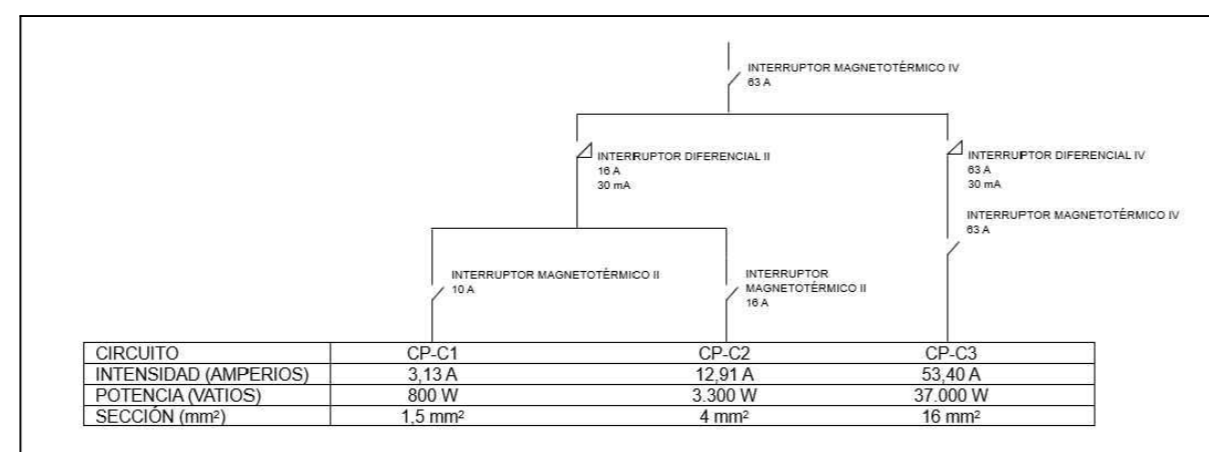 INTERRUPTOR MAGNETOTÉRMICO IV
63 A
INTERRUPTOR DIFERENCIAL II
16 A
30 mA
INTERRUPTOR DIFERENCIAL IV
63 A
30 mA
INTERRUPTOR MAGNETOTÉRMICO IV
63 A
INTERRUPTOR MAGNETOTÉRMICO II
10 A
INTERRUPTOR
MAGNETOTÉRMICO II
16 A
CIRCUITO CP-C1 CP-C2 CP-C3
INTENSIDAD (AMPERIOS) 3,13 A 12,91 A 53,40 A
POTENCIA (VATIOS) 800 W 3.300 W 37.000 W
SECCIÓN (mm²) 1,5 mm² 4 mm² 16 mm²